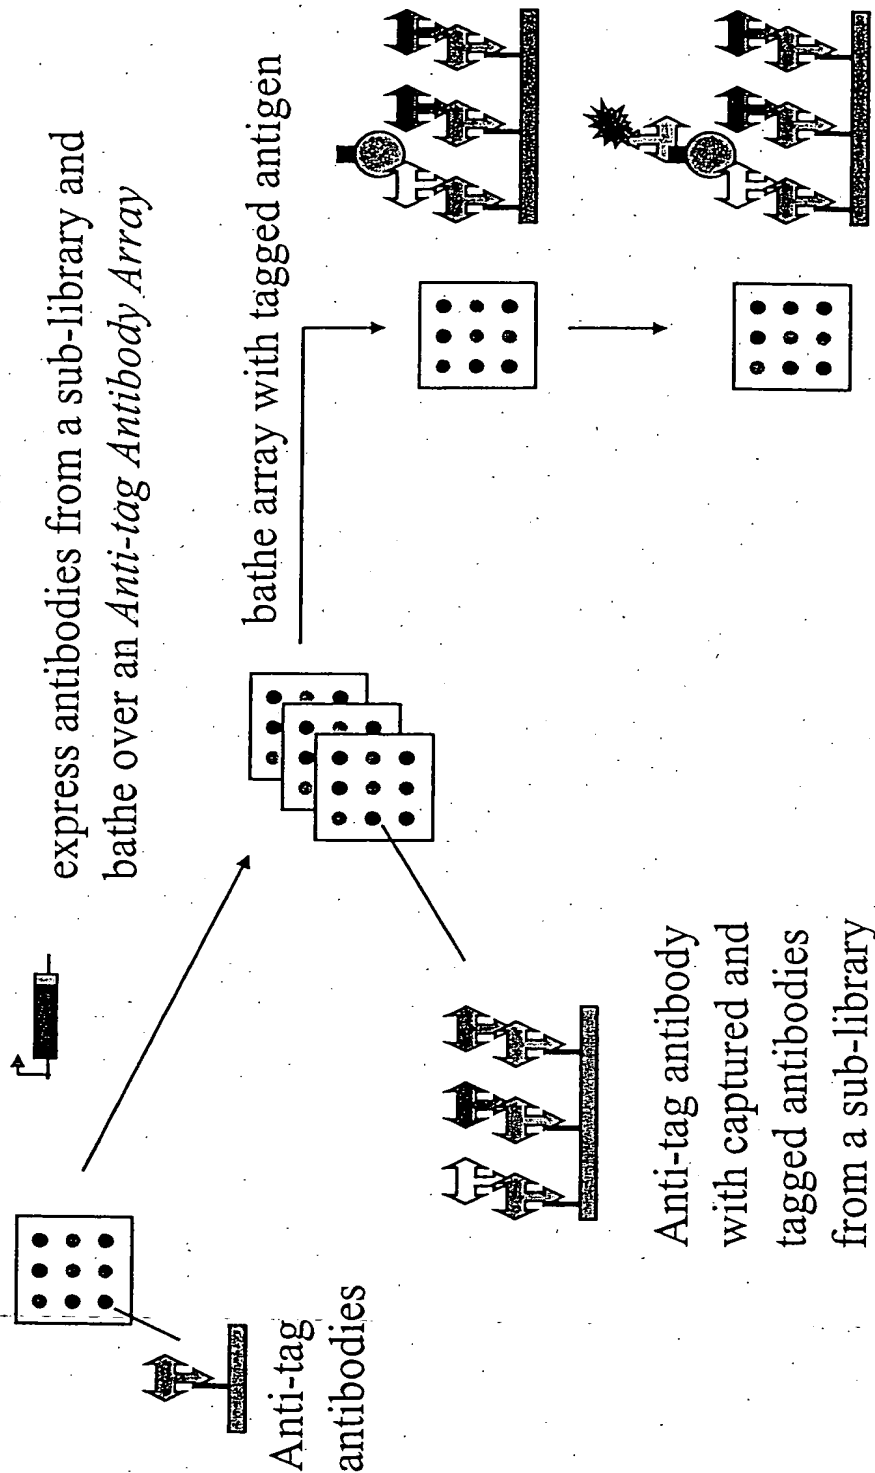 express antibodies from a sub-library and
bathe over an Anti-tag Antibody Array
bathe array with tagged antigen
Anti-tag
antibodies
Anti-tag antibody
with captured and
tagged antibodies
from a sub-library